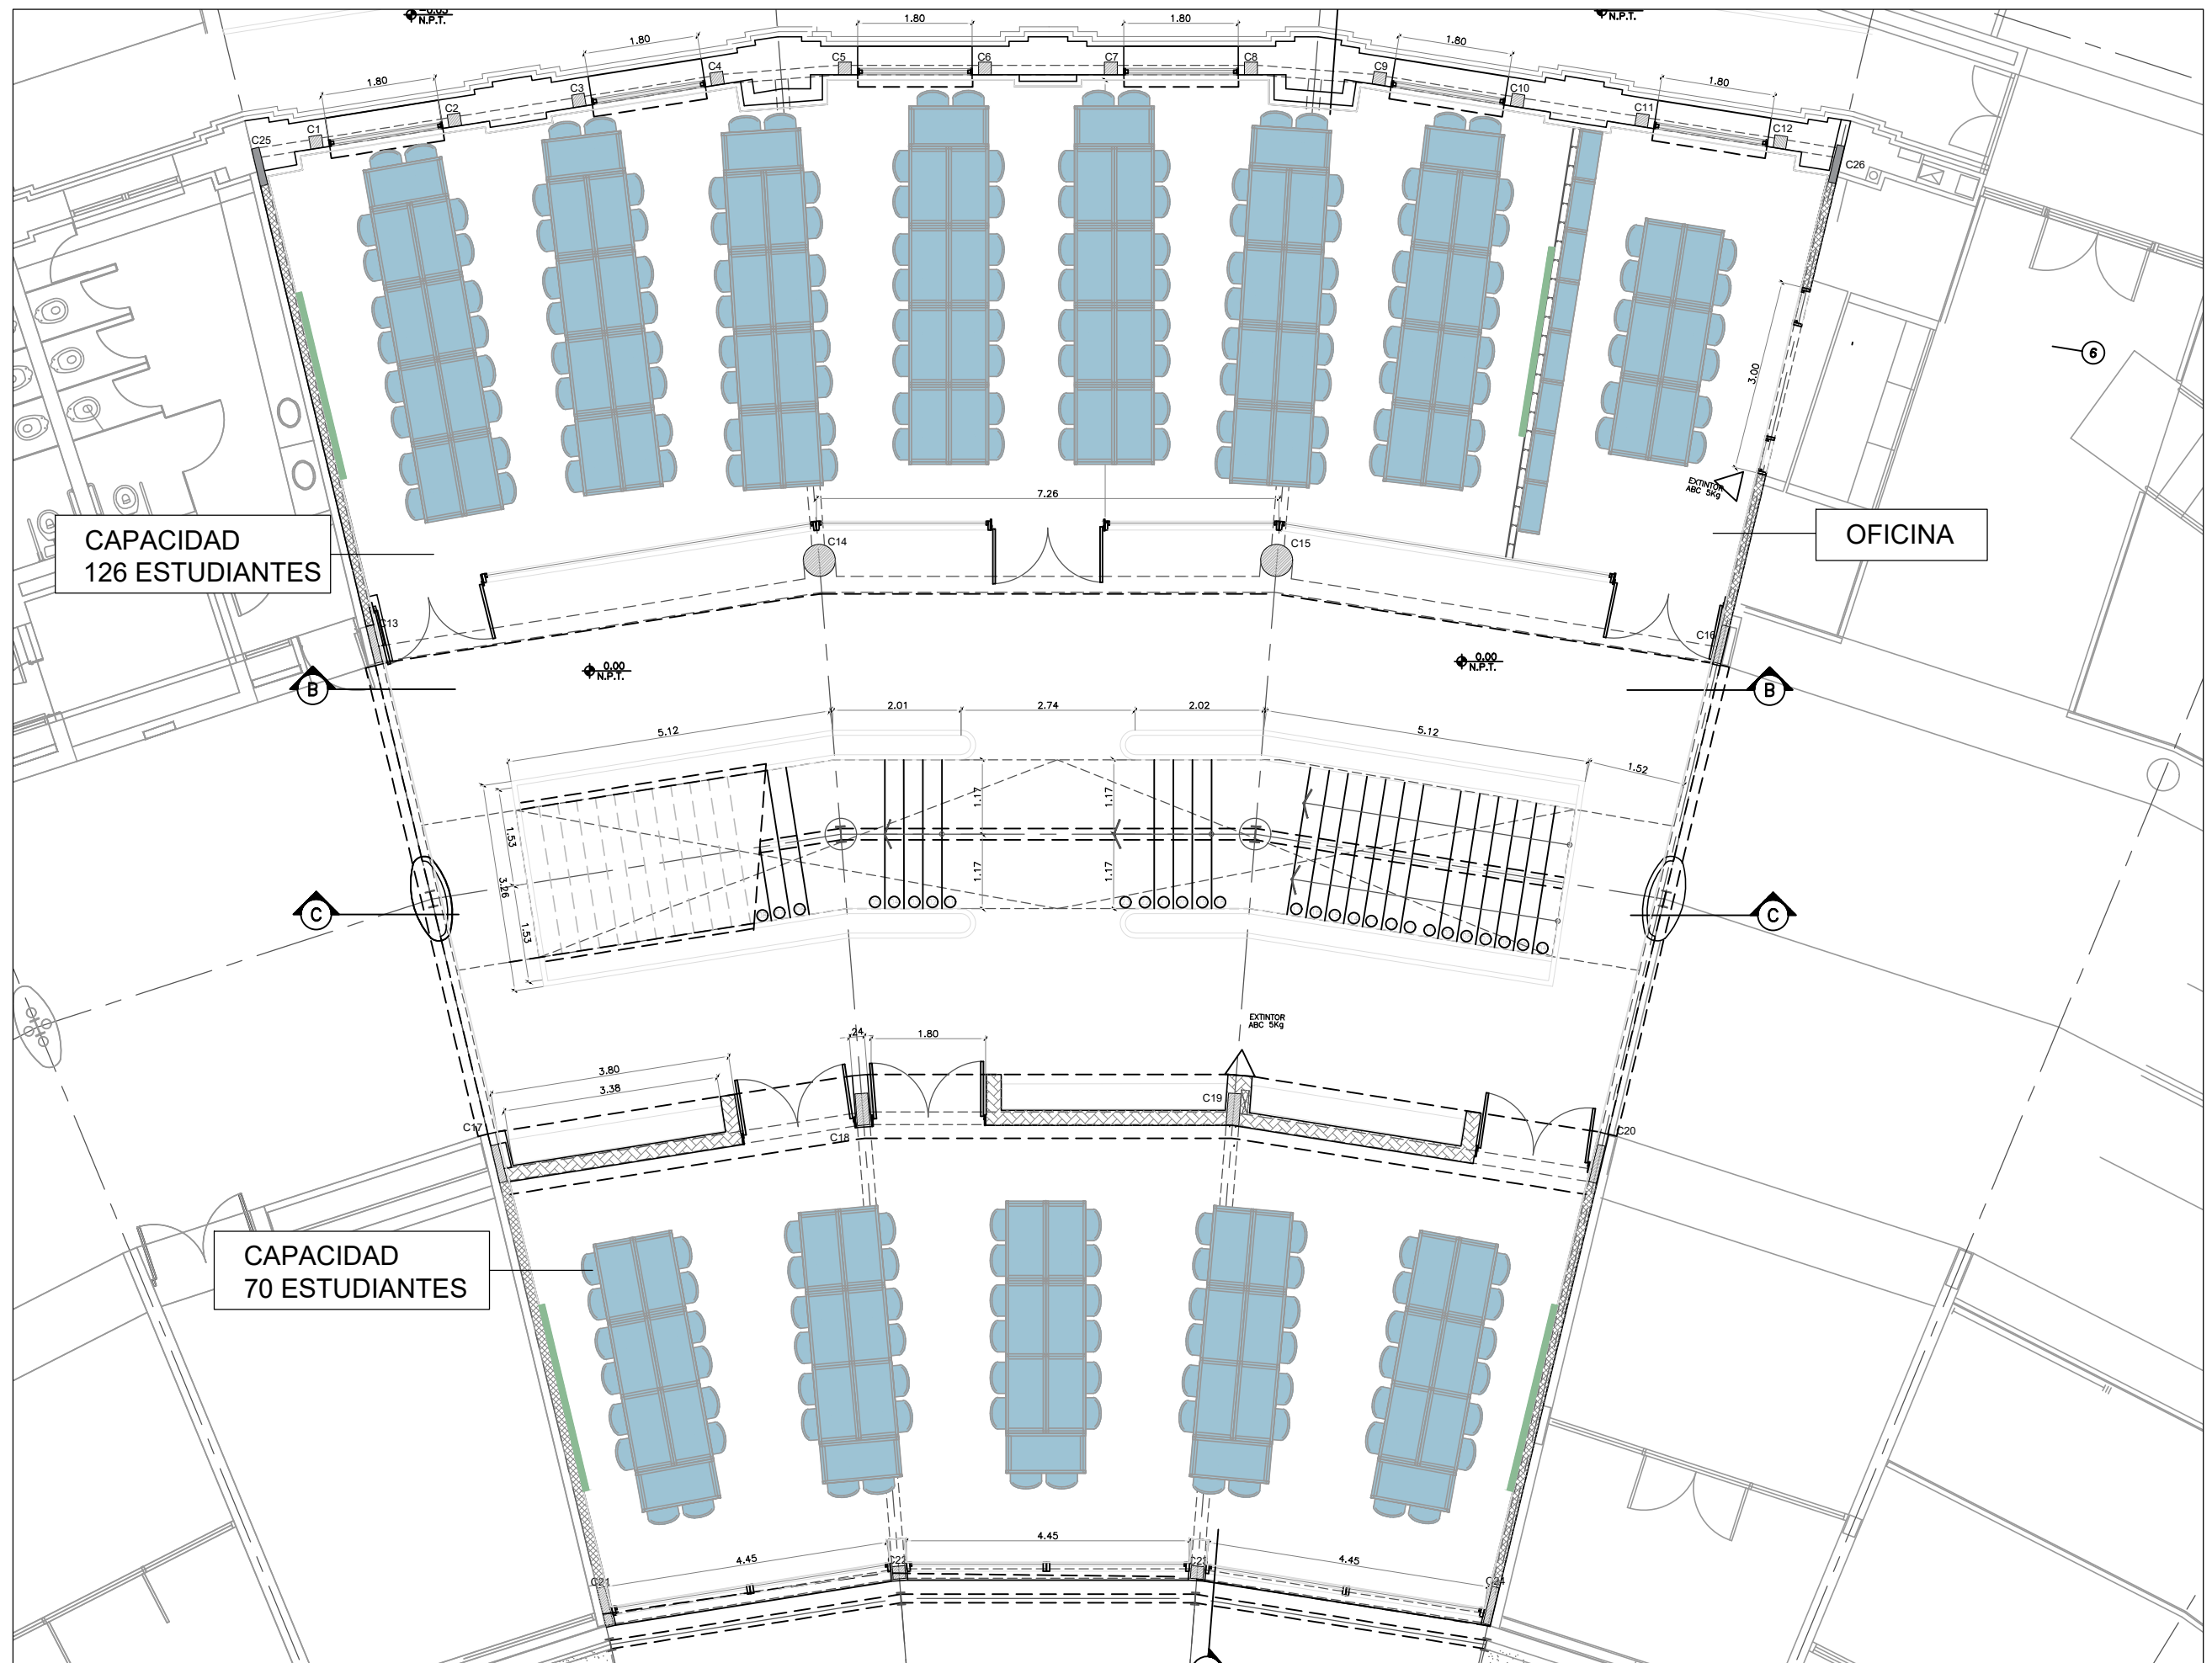 N.P.T.
1.80
1.80
N.P.T.
1.80
1.80
1.80
1.80
C5
C6
C7
C8
C4
C9
C3
C10
C2
C11
C1
C12
C25
C26
6
3.00
EXTINTOR
ABC 5Kg
7.26
CAPACIDAD
126 ESTUDIANTES
OFICINA
C14
C15
C13
C16
0.00
N.P.T.
0.00
N.P.T.
B
B
2.01
2.74
2.02
5.12
5.12
1.52
1.17
1.17
1.53
3.26
1.17
1.17
1.53
C
C
EXTINTOR
ABC 5Kg
.24
1.80
3.80
3.38
C19
C17
C18
C20
CAPACIDAD
70 ESTUDIANTES
4.45
4.45
4.45
C22
C21
C24